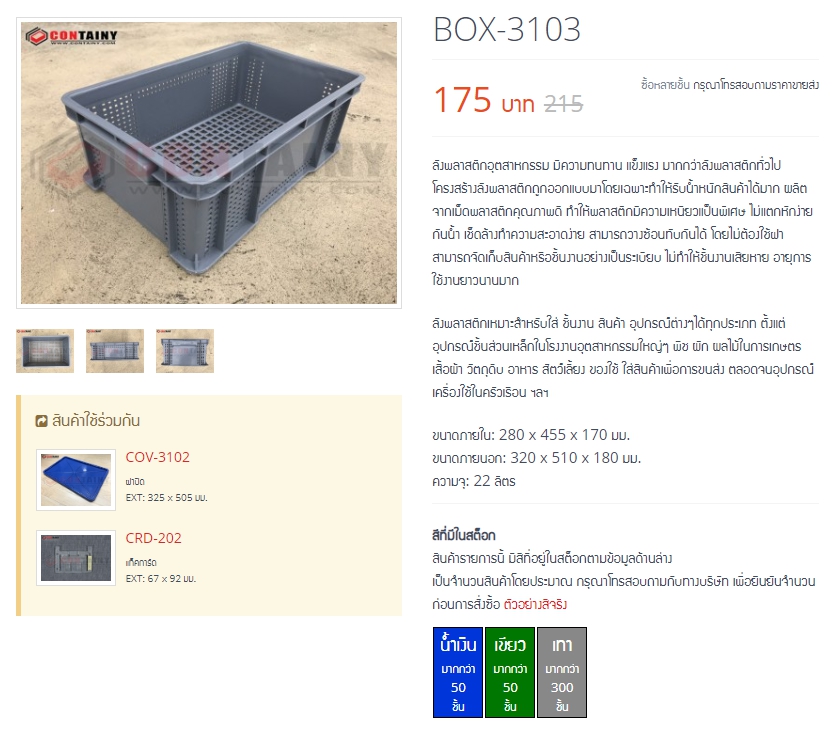 CONTAINY
WWW.CONTAINY.COM
CONTAINY
WWW.CONTAINY.COM
สินค้าใช้ร่วมกัน
COV-3102
ฝาปิด
EXT: 325 x 505 มม.
CRD-202
แท็คการ์ด
EXT: 67 x 92 มม.
BOX-3103
175 บาท 215
ซื้อหลายชิ้น กรุณาโทรสอบถามราคาขายส่ง
ลังพลาสติกอุตสาหกรรม มีความทนทาน แข็งแรง มากกว่าลังพลาสติกทั่วไป
โครงสร้างลังพลาสติกถูกออกแบบมาโดยเฉพาะทำให้รับน้ำหนักสินค้าได้มาก ผลิต
จากเม็ดพลาสติกคุณภาพดี ทำให้พลาสติกมีความเหนียวแน่นพิเศษ ไม่แตกหักง่าย
กันน้ำ เช็ดล้างทำความสะอาดง่าย สามารถวางซ้อนทับกันได้ โดยไม่ต้องใช้ฝา
สามารถจัดเก็บสินค้าหรือชิ้นงานอย่างเป็นระเบียบ ไม่ทำให้ชิ้นงานเสียหาย อายุการ
ใช้งานยาวนานมาก
ลังพลาสติกเหมาะสำหรับใส่ ชิ้นงาน สินค้า อุปกรณ์ต่างๆได้ทุกประเภท ตั้งแต่
อุปกรณ์ชิ้นส่วนเหล็กในโรงงานอุตสาหกรรมใหญ่ๆ พืช ผัก ผลไม้ในการเกษตร
เสื้อผ้า วัตถุดิบ อาหาร สัตว์เลี้ยง ของใช้ ใส่สินค้าเพื่อการขนส่ง ตลอดจนอุปกรณ์
เครื่องใช้ในครัวเรือน ฯลฯ
ขนาดภายใน: 280 x 455 x 170 มม.
ขนาดภายนอก: 320 x 510 x 180 มม.
ความจุ: 22 ลิตร
สีที่มีในสต็อก
สินค้ารายการนี้ มีสีที่อยู่ในสต็อกตามข้อมูลด้านล่าง
เป็นจำนวนสินค้าโดยประมาณ กรุณาโทรสอบถามกับทางบริษัท เพื่อยืนยันจำนวน
ก่อนการสั่งซื้อ ตัวอย่างสีจริง
น้ำเงิน เขียว เทา
มากกว่า มากกว่า มากกว่า
50 50 300
ชิ้น ชิ้น ชิ้น